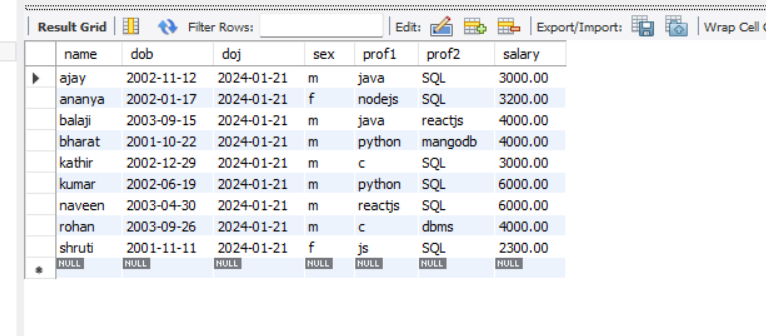 Result Grid Filter Rows: Edit: Export/Import: Wrap Cell
name dob doj sex prof1 prof2 salary
ajay 2002-11-12 2024-01-21 m java SQL 3000.00
ananya 2002-01-17 2024-01-21 f nodejs SQL 3200.00
balaji 2003-09-15 2024-01-21 m java reactjs 4000.00
bharat 2001-10-22 2024-01-21 m python mangodb 4000.00
kathir 2002-12-29 2024-01-21 m c SQL 3000.00
kumar 2002-06-19 2024-01-21 m python SQL 6000.00
naveen 2003-04-30 2024-01-21 m reactjs SQL 6000.00
rohan 2003-09-26 2024-01-21 m c dbms 4000.00
shruti 2001-11-11 2024-01-21 f js SQL 2300.00
NULL NULL NULL NULL NULL NULL NULL